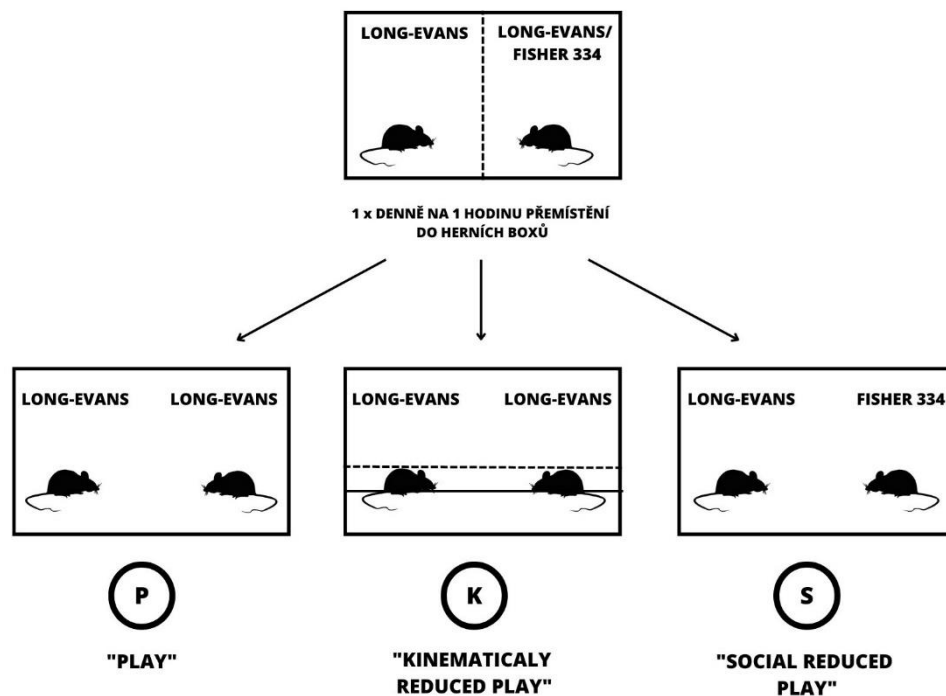 LONG-EVANS
LONG-EVANS/
FISHER 334
1 x DENNĚ NA 1 HODINU PŘEMÍSTĚNÍ
DO HERNÍCH BOXŮ
LONG-EVANS LONG-EVANS
LONG-EVANS LONG-EVANS
LONG-EVANS FISHER 334
P
K
S
"PLAY"
"KINEMATICALY
REDUCED PLAY"
"SOCIAL REDUCED
PLAY"